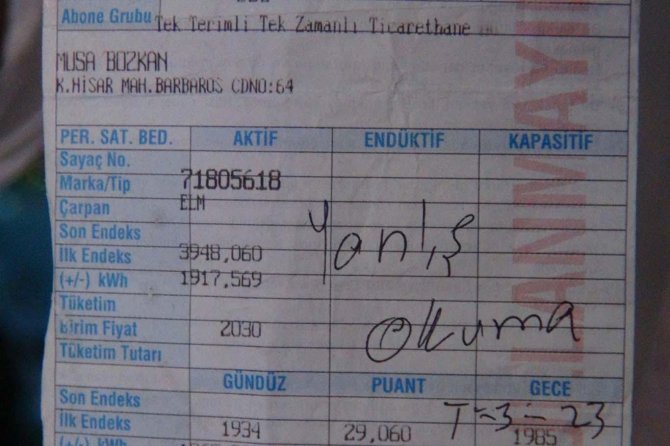 Abone Grubu Tek Terimli Tek Zamanlı Ticarethane
MUSA BOZKAN
K.HİSAR MAH.BARBAROS CDNO:64
PER. SAT. BED. AKTİF ENDÜKTİF KAPASİTİF
Sayaç No.
Marka/Tip 71805618
Çarpan ELM
Son Endeks Yanlış
İlk Endeks 3948,060
(+/-) kWh 1917,569
Tüketim Okuma
Birim Fiyat 2030
Tüketim Tutarı
GÜNDÜZ PUANT GECE
Son Endeks T-3-23
İlk Endeks 1934 29,060 1985
(+/-) kWh